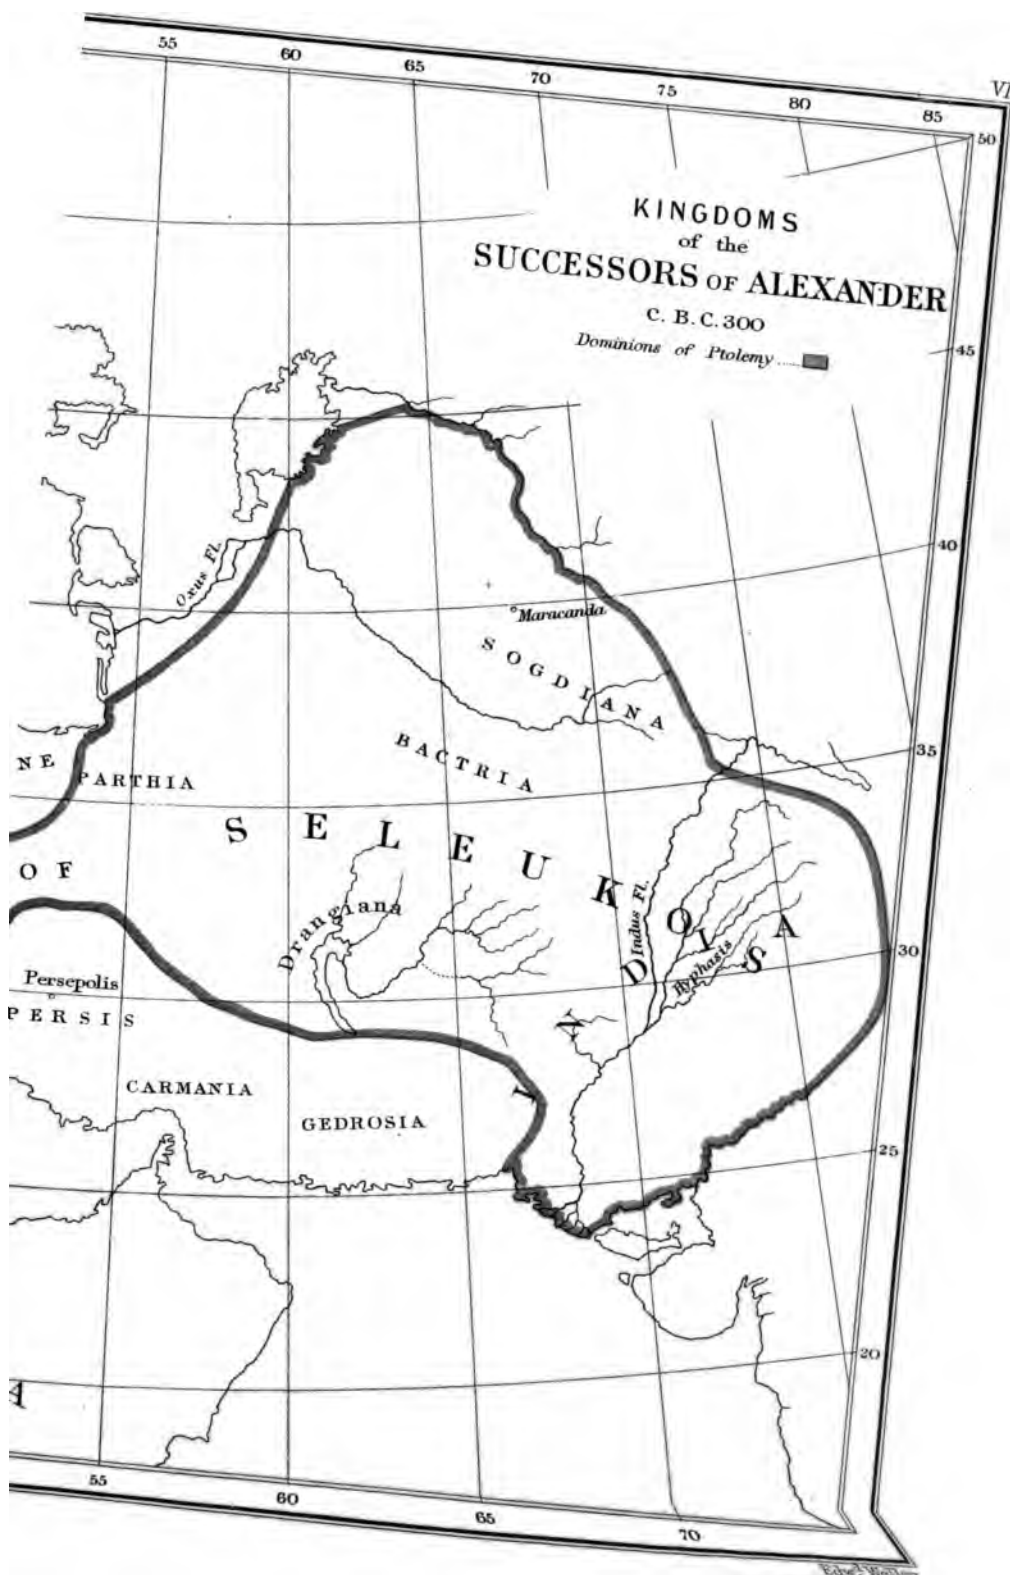 55
60
65
70
75
80
85
50
KINGDOMS
of the
SUCCESSORS OF ALEXANDER
C. B.C. 300
Dominions of Ptolemy
45
40
Oxus Fl.
Maracanda
SOGDIANA
35
BACTRIA
NE
PARTHIA
SELEUKOS
OF
Drangiana
Indus Fl.
INDIA
Hyphasis
30
Persepolis
PERSIS
CARMANIA
GEDROSIA
25
20
A
55
60
65
70